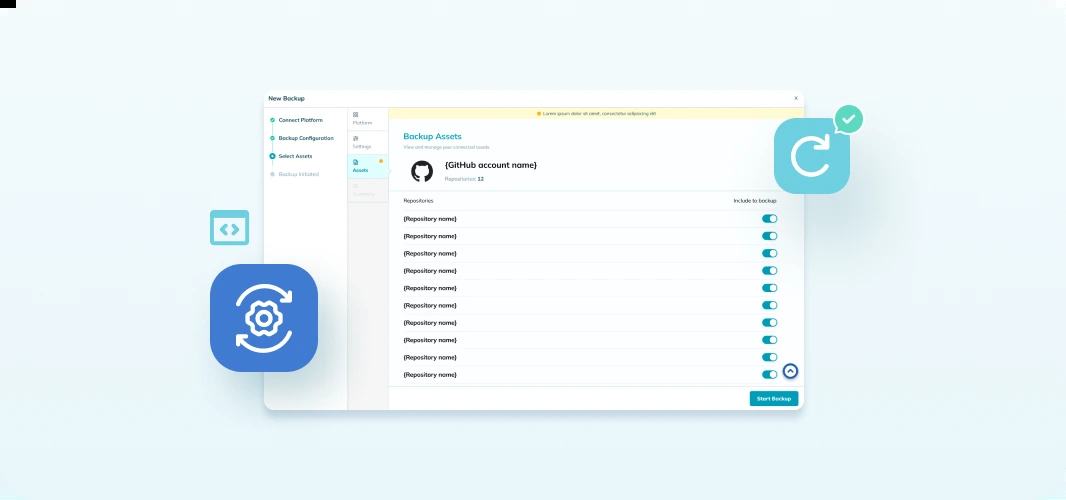 New Backup
X
Connect Platform
Backup Configuration
Select Assets
Backup Initiated
Platform
Settings
Assets
Summary
Lorem ipsum dolor sit amet, consectetur adipiscing elit
Backup Assets
View and manage your connected assets
{GitHub account name}
Repositories: 12
Repositories
Include to backup
{Repository name}
{Repository name}
{Repository name}
{Repository name}
{Repository name}
{Repository name}
{Repository name}
{Repository name}
{Repository name}
{Repository name}
Start Backup